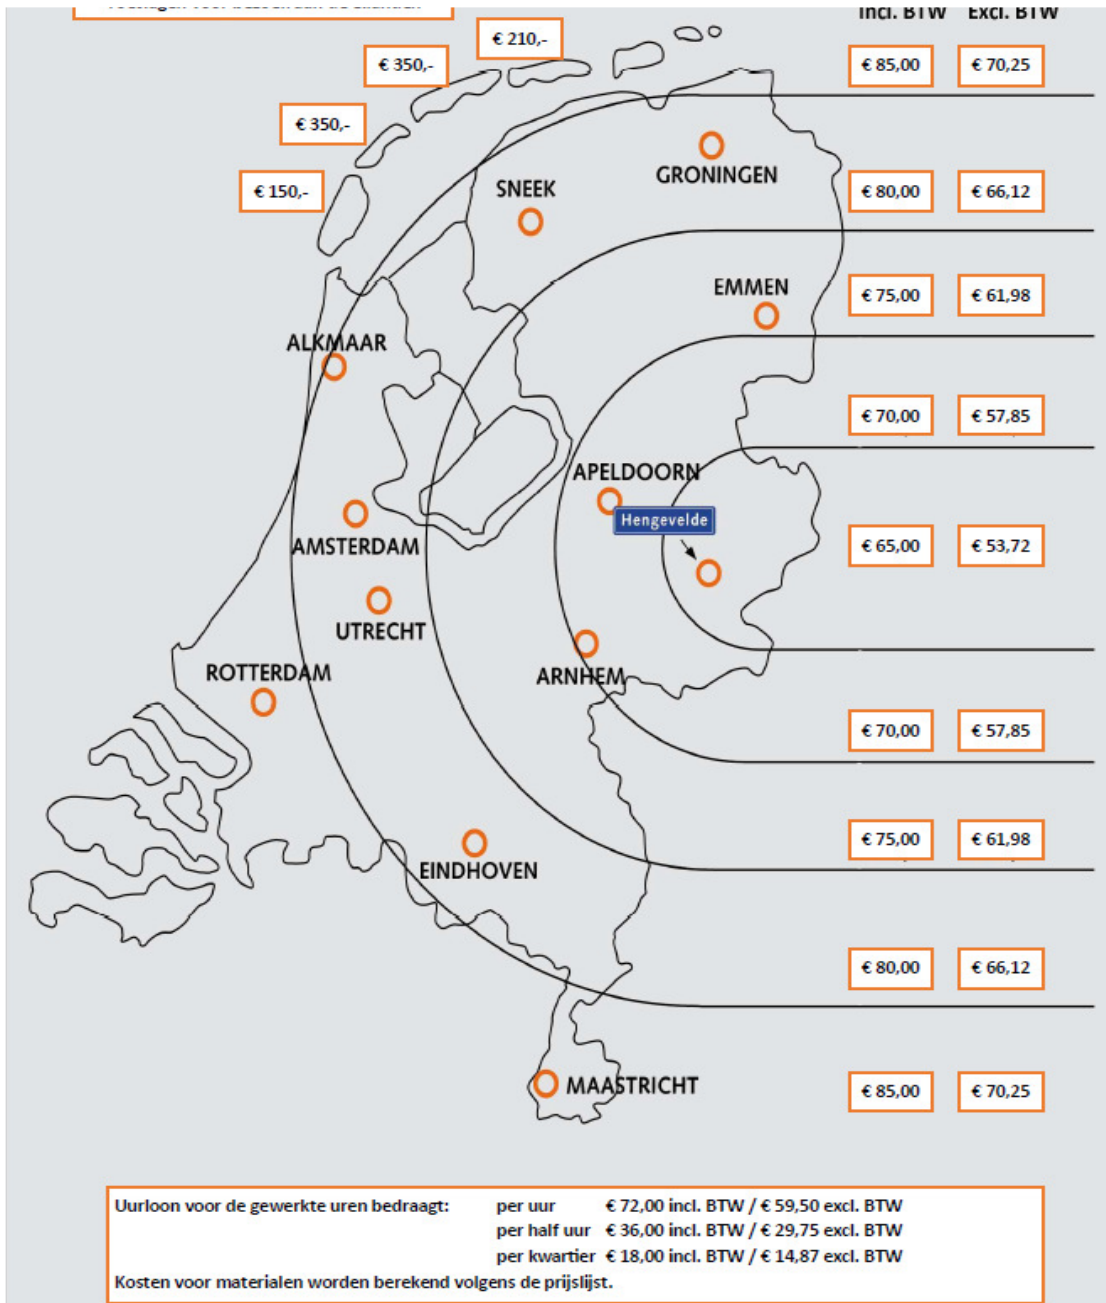 incl. BTW Excl. BTW
€ 210,-
€ 350,-
€ 85,00 € 70,25
€ 350,-
GRONINGEN
€ 150,-
SNEEK
€ 80,00 € 66,12
EMMEN
€ 75,00 € 61,98
ALKMAAR
€ 70,00 € 57,85
APELDOORN
Hengevelde
AMSTERDAM
€ 65,00 € 53,72
UTRECHT
ROTTERDAM
ARNHEM
€ 70,00 € 57,85
€ 75,00 € 61,98
EINDHOVEN
€ 80,00 € 66,12
MAASTRICHT
€ 85,00 € 70,25
Uurloon voor de gewerkte uren bedraagt: per uur € 72,00 incl. BTW / € 59,50 excl. BTW
per half uur € 36,00 incl. BTW / € 29,75 excl. BTW
per kwartier € 18,00 incl. BTW / € 14,87 excl. BTW
Kosten voor materialen worden berekend volgens de prijslijst.